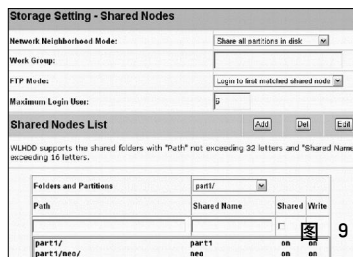 Storage Setting - Shared Nodes
Network Neighborhood Mode: Share all partitions in disk
Work Group:
FTP Mode: Login to first matched shared node
Maximum Login User: 6
Shared Nodes List Add Del Edit
WLHDD supports the shared folders with "Path" not exceeding 32 letters and "Shared Name
exceeding 16 letters.
Folders and Partitions part1/
Path Shared Name Shared Write
part1/ part1 on on
part1/neo/ neo on on
图 9